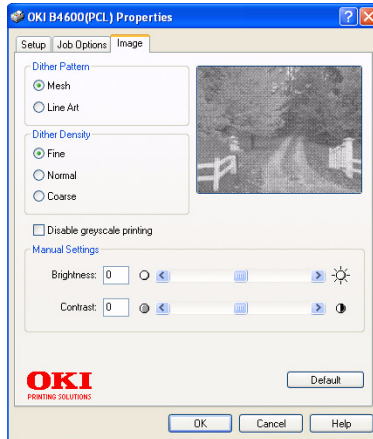 OKI B4600(PCL) Properties
Setup Job Options Image
Dither Pattern
Mesh
Line Art
Dither Density
Fine
Normal
Coarse
Disable greyscale printing
Manual Settings
Brightness: 0
Contrast: 0
OKI
PRINTING SOLUTIONS
Default
OK Cancel Help